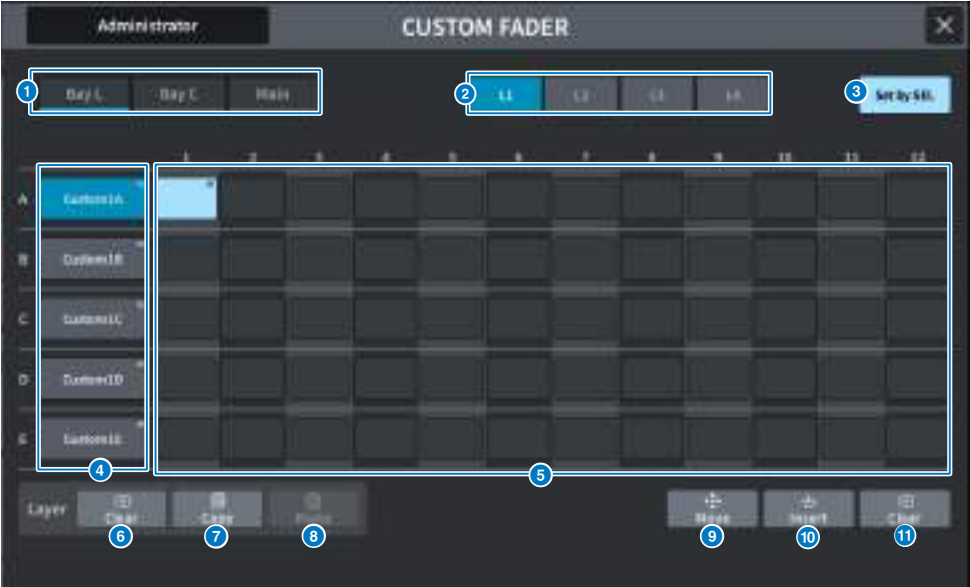 Administrator
CUSTOM FADER
1
Bay L
Bay C
Main
2
L1
L2
L3
L4
3
Set by SEL
1 2 3 4 5 6 7 8 9 10 11 12
A
Custom1A
B
Custom1B
C
Custom1C
D
Custom1D
E
Custom1E
4
5
Layer
Clear
Copy
Paste
Move
Insert
Clear
6
7
8
9
10
11